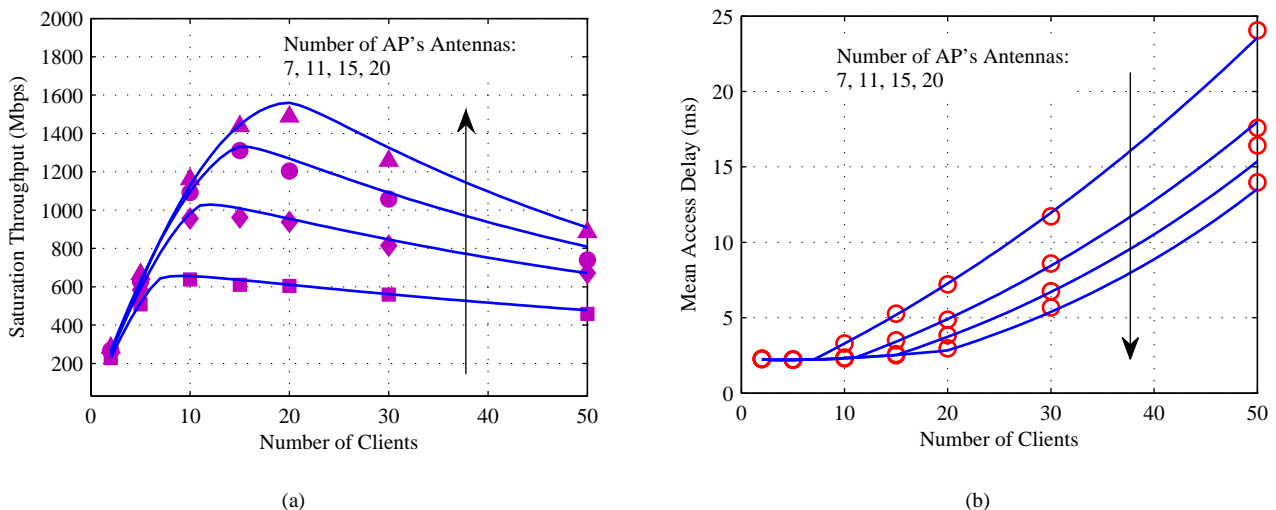 2000
1800
1600
1400
1200
1000
800
600
400
200
0
10
20
30
40
50
Saturation Throughput (Mbps)
Number of Clients
Number of AP's Antennas:
7, 11, 15, 20
(a)
25
20
15
10
5
0
0
10
20
30
40
50
Mean Access Delay (ms)
Number of Clients
Number of AP's Antennas:
7, 11, 15, 20
(b)